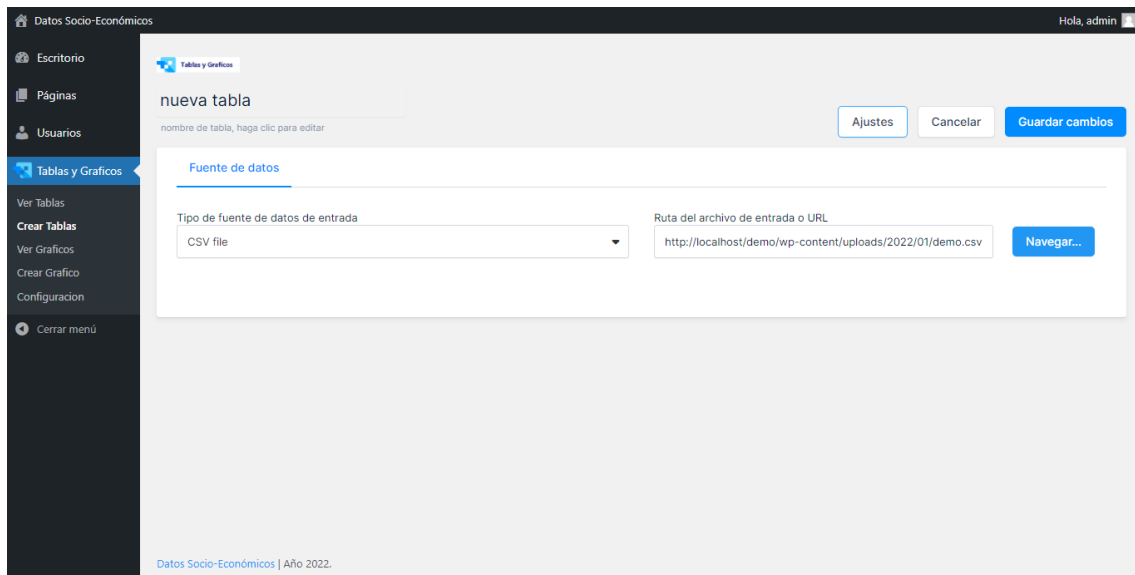 Datos Socio-Económicos
Hola, admin
Escritorio
Páginas
Usuarios
Tablas y Graficos
Ver Tablas
Crear Tablas
Ver Graficos
Crear Grafico
Configuracion
Cerrar menú
Tablas y Graficos
nueva tabla
nombre de tabla, haga clic para editar
Ajustes
Cancelar
Guardar cambios
Fuente de datos
Tipo de fuente de datos de entrada
CSV file
Ruta del archivo de entrada o URL
http://localhost/demo/wp-content/uploads/2022/01/demo.csv
Navegar...
Datos Socio-Económicos | Año 2022.